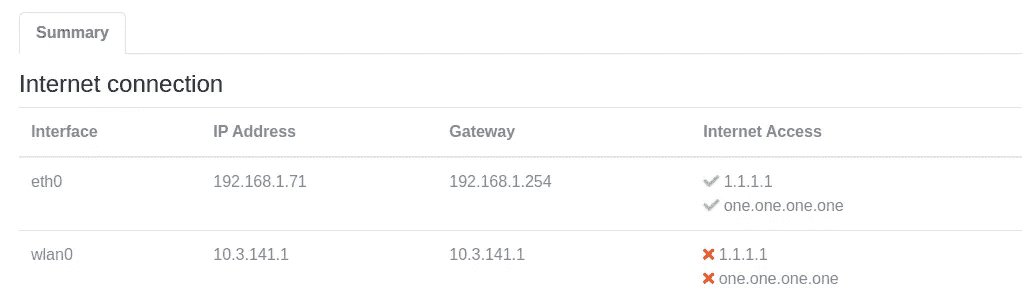 Summary
Internet connection
Interface IP Address Gateway Internet Access
eth0 192.168.1.71 192.168.1.254 1.1.1.1
one.one.one.one
wlan0 10.3.141.1 10.3.141.1 1.1.1.1
one.one.one.one